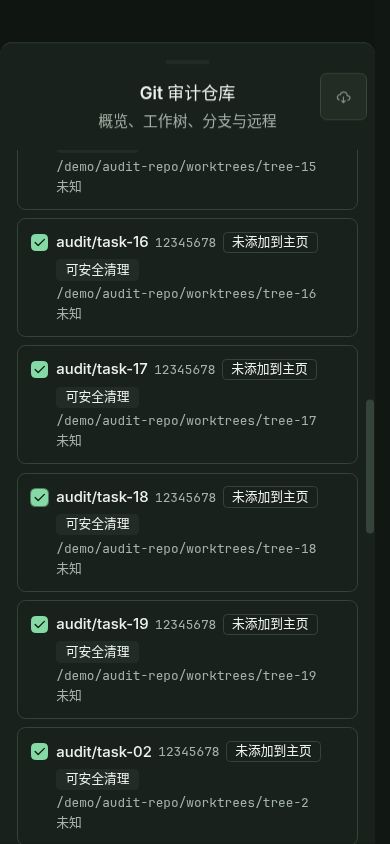 Git 审计仓库
概览、工作树、分支与远程
/demo/audit-repo/worktrees/tree-15
未知
audit/task-16 12345678 未添加到主页
可安全清理
/demo/audit-repo/worktrees/tree-16
未知
audit/task-17 12345678 未添加到主页
可安全清理
/demo/audit-repo/worktrees/tree-17
未知
audit/task-18 12345678 未添加到主页
可安全清理
/demo/audit-repo/worktrees/tree-18
未知
audit/task-19 12345678 未添加到主页
可安全清理
/demo/audit-repo/worktrees/tree-19
未知
audit/task-02 12345678 未添加到主页
可安全清理
/demo/audit-repo/worktrees/tree-2
未知